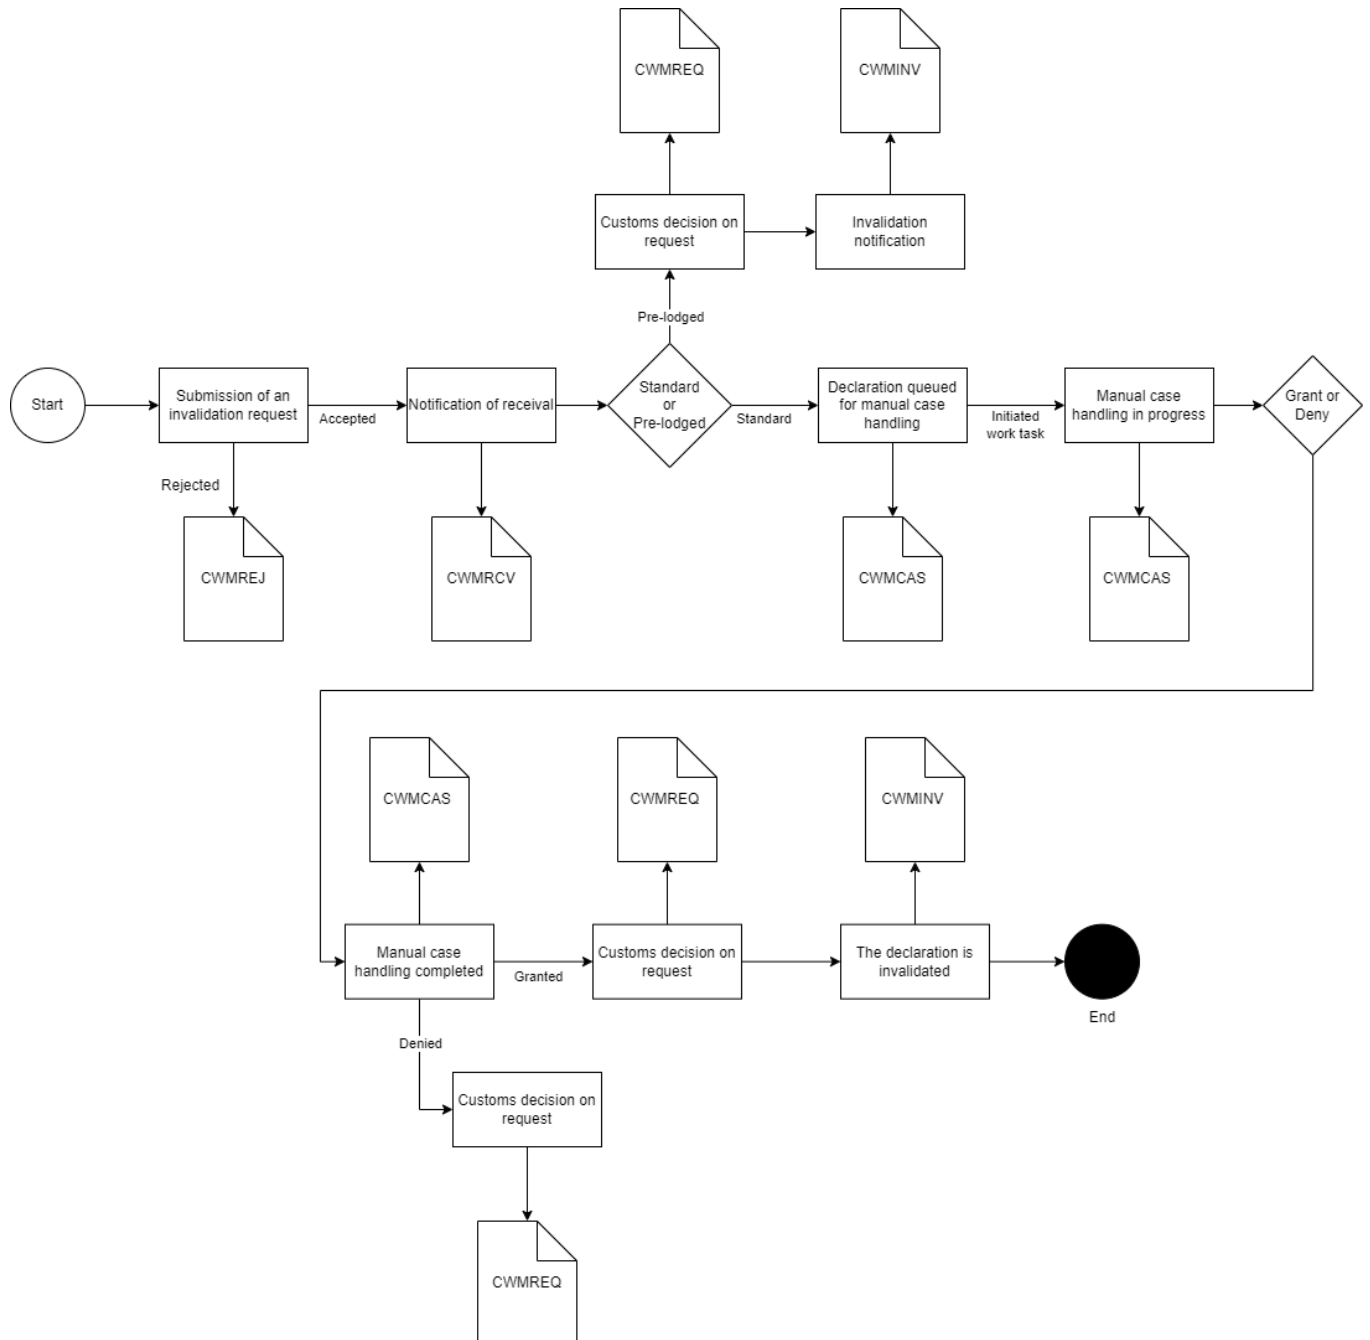 CWMREQ
CWMINV
Customs decision on
request
Invalidation
notification
Pre-lodged
Start
Submission of an
invalidation request
Accepted
Notification of receival
Standard
or
Pre-lodged
Standard
Declaration queued
for manual case
handling
Initiated
work task
Manual case
handling in progress
Grant or
Deny
Rejected
CWMREJ
CWMRCV
CWMCAS
CWMCAS
CWMCAS
CWMREQ
CWMINV
Manual case
handling completed
Granted
Customs decision on
request
The declaration is
invalidated
End
Denied
Customs decision on
request
CWMREQ